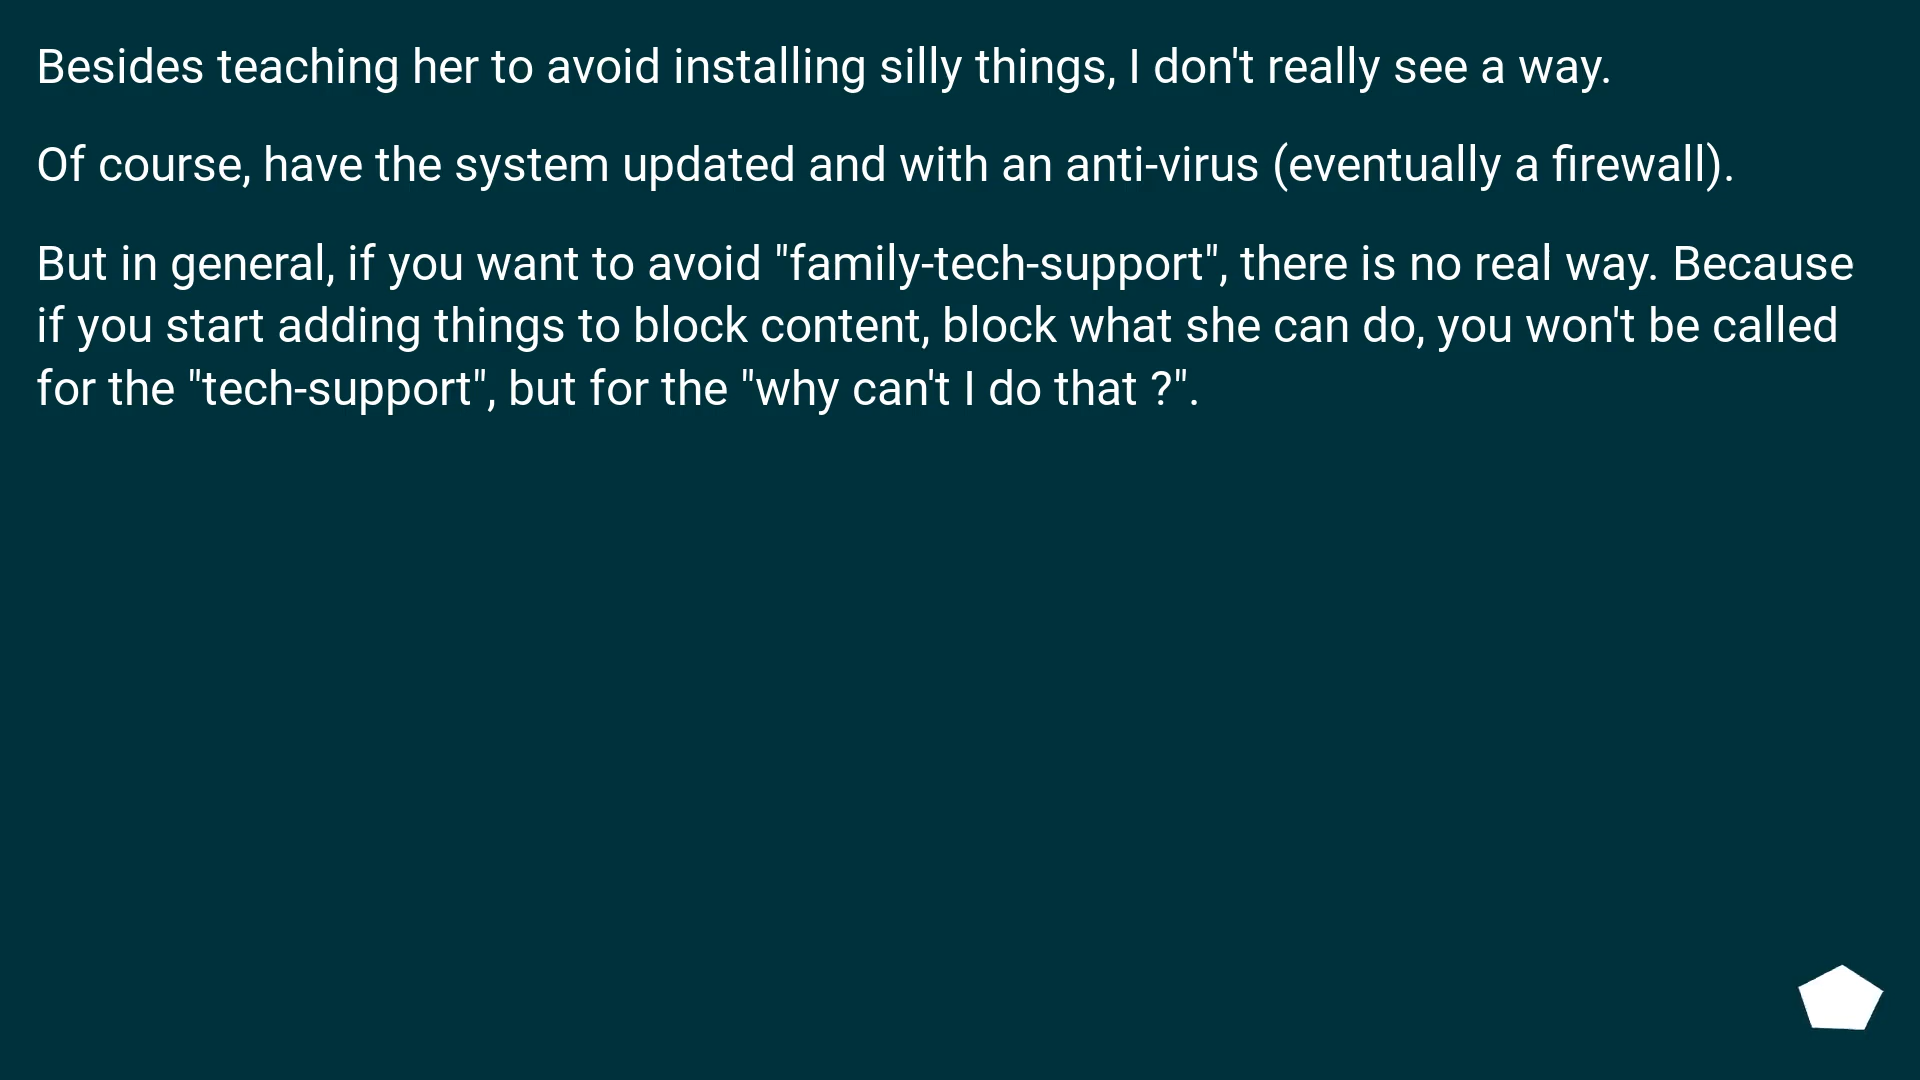 Besides teaching her to avoid installing silly things, I don't really see a way.
Of course, have the system updated and with an anti-virus (eventually a firewall).
But in general, if you want to avoid "family-tech-support", there is no real way. Because
if you start adding things to block content, block what she can do, you won't be called
for the "tech-support", but for the "why can't I do that ?".